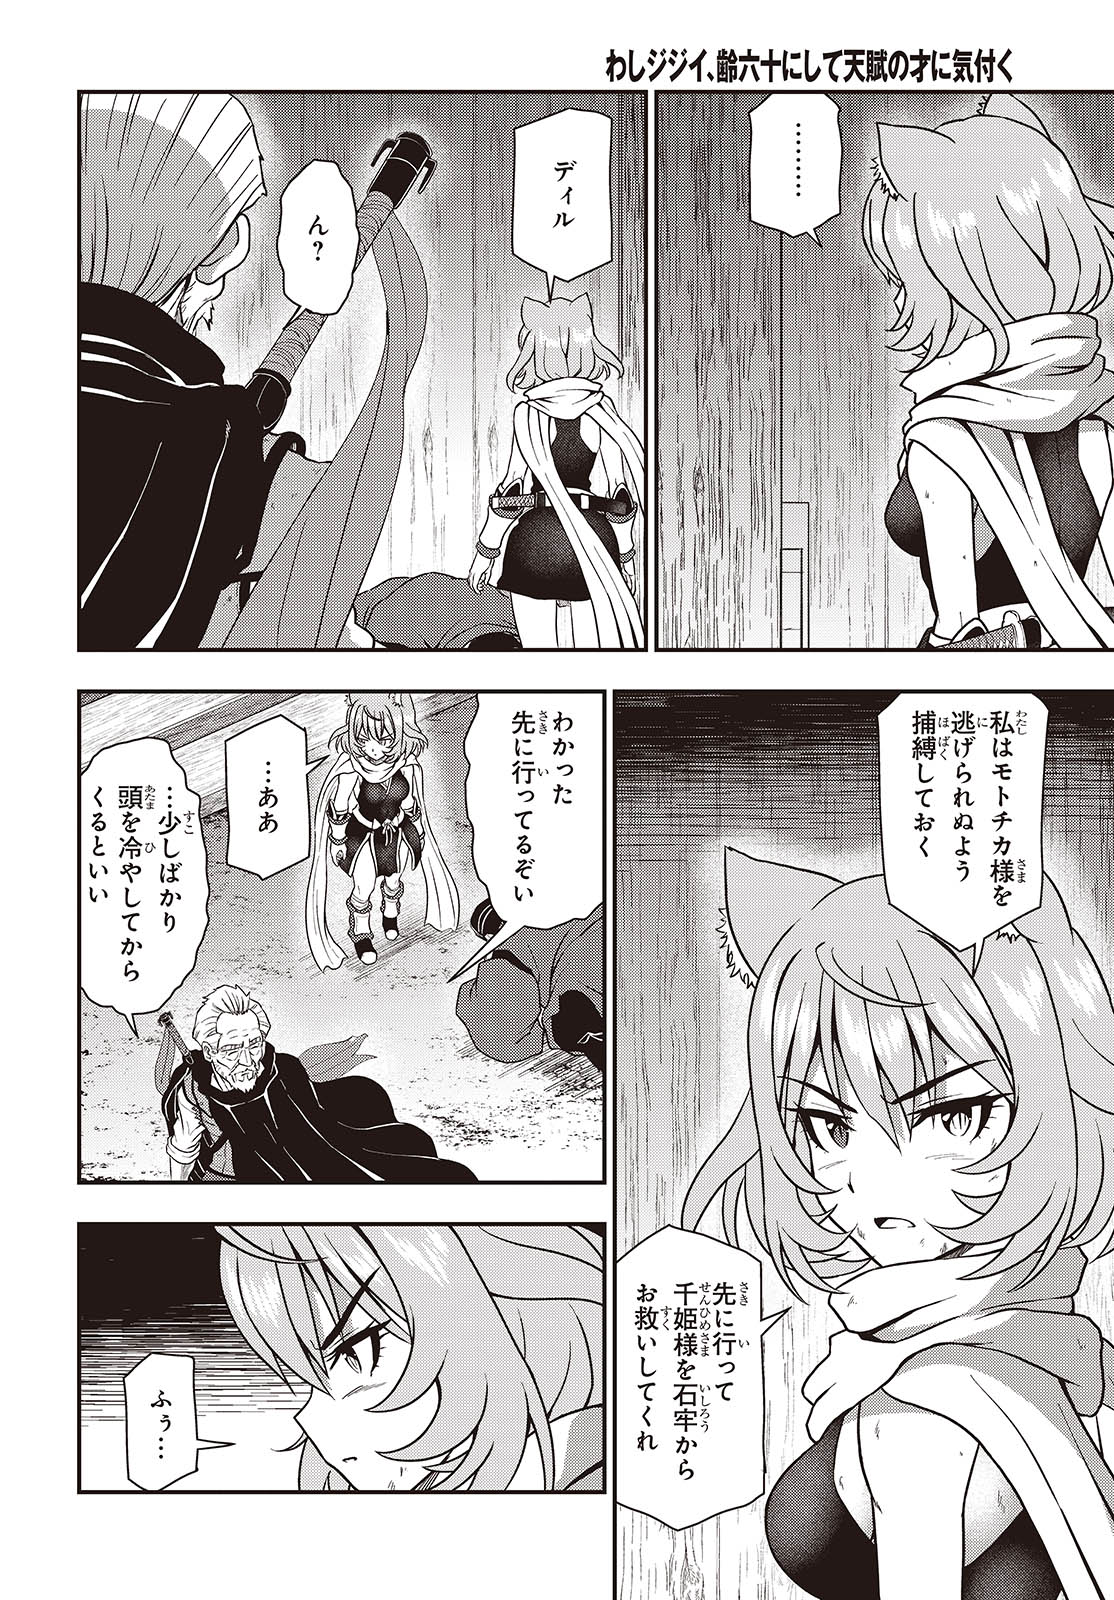 わしジジイ、齢六十にして天賦の才に気付く
………
ディル
ん?
私はモトチカ様を
逃げられぬよう
捕縛しておく
先に行って
千姫様を石牢から
お救いしてくれ
わかった
先に行ってるぞい
…ああ
…少しばかり
頭を冷やしてから
くるといい
ふぅ…